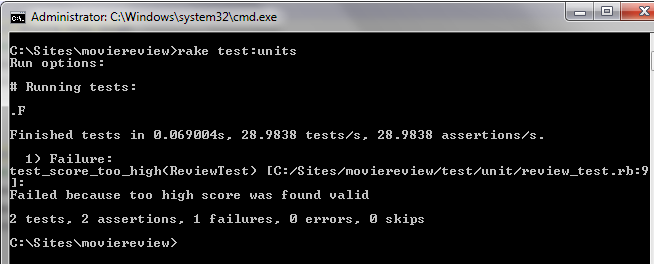 Administrator: C:\Windows\system32\cmd.exe
C:\Sites\moviereview>rake test:units
Run options:
# Running tests:
.F
Finished tests in 0.069004s, 28.9838 tests/s, 28.9838 assertions/s.
1) Failure:
test_score_too_high(ReviewTest) [C:/Sites/moviereview/test/unit/review_test.rb:9
]:
Failed because too high score was found valid
2 tests, 2 assertions, 1 failures, 0 errors, 0 skips
C:\Sites\moviereview>